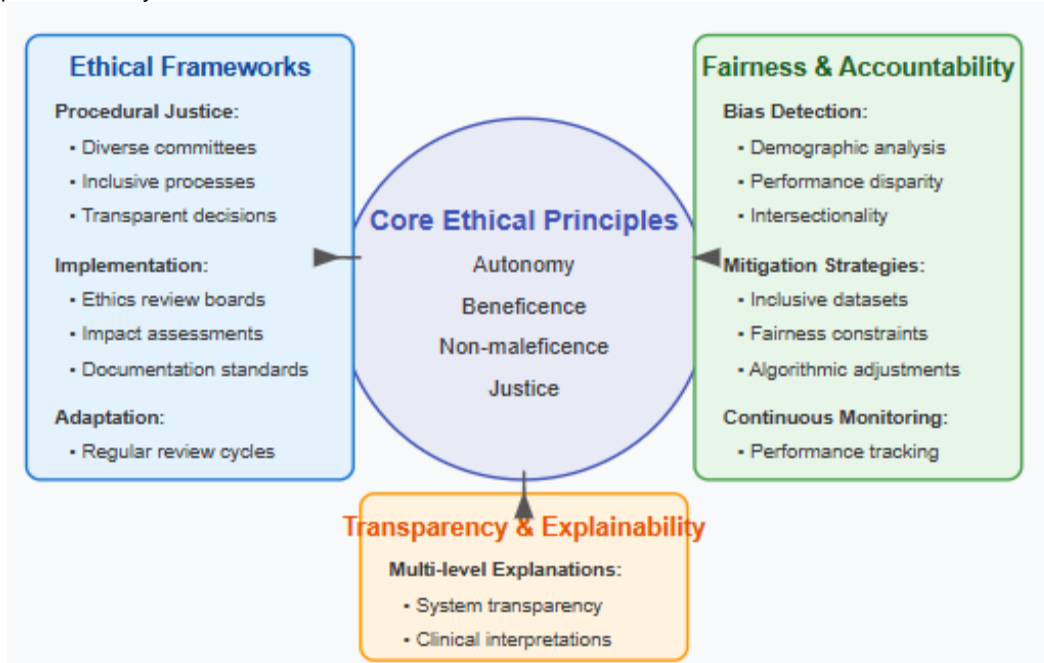 Ethical Frameworks
Procedural Justice:
▪ Diverse committees
▪ Inclusive processes
▪ Transparent decisions
Implementation:
▪ Ethics review boards
▪ Impact assessments
▪ Documentation standards
Adaptation:
▪ Regular review cycles
Core Ethical Principles
Autonomy
Beneficence
Non-maleficence
Justice
Fairness & Accountability
Bias Detection:
▪ Demographic analysis
▪ Performance disparity
▪ Intersectionality
Mitigation Strategies:
▪ Inclusive datasets
▪ Fairness constraints
▪ Algorithmic adjustments
Continuous Monitoring:
▪ Performance tracking
Transparency & Explainability
Multi-level Explanations:
▪ System transparency
▪ Clinical interpretations